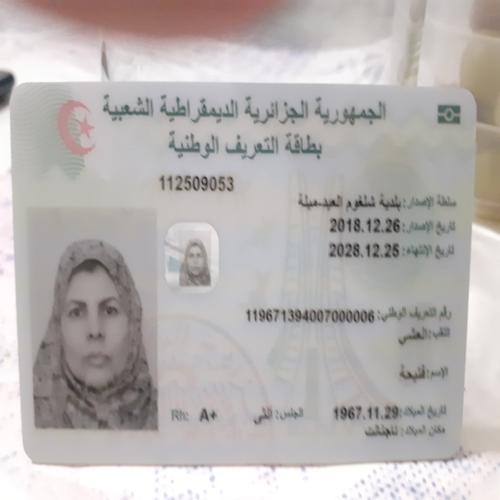 الجمهورية الجزائرية الديمقراطية الشعبية
بطاقة التعريف الوطنية
112509053
سلطة الإصدار: بلدية شلغوم العيد-ميلة
تاريخ الإصدار: 2018.12.26
تاريخ الإنتهاء: 2028.12.25
رقم التعريف الوطني: 119671394007000006
اللقب: العلمي
الإسم: فتيحة
تاريخ الميلاد: 1967.11.29 الجنس: أنثى Rh: A+
مكان الميلاد: تاجنانت